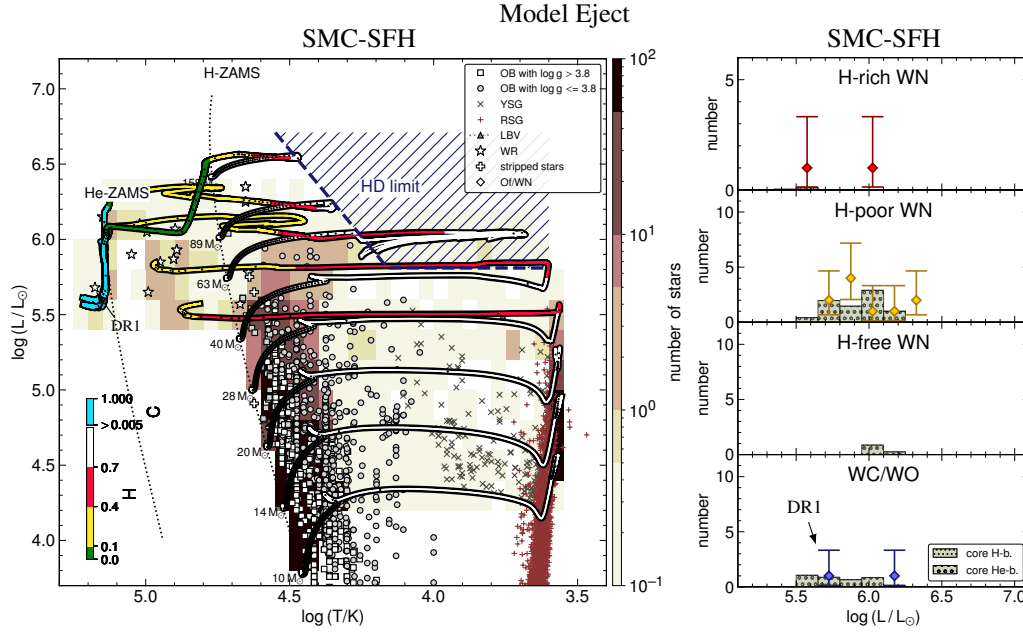 Model Eject
SMC-SFH
SMC-SFH
H-ZAMS
He-ZAMS
HD limit
DR1
OB with log g > 3.8
OB with log g <= 3.8
YSG
RSG
LBV
WR
stripped stars
Of/WN
89 M⊙
63 M⊙
40 M⊙
28 M⊙
20 M⊙
14 M⊙
10 M⊙
1.000
>0.005
C
0.7
H
0.4
0.1
0.0
log(L/L⊙)
7.0
6.5
6.0
5.5
5.0
4.5
4.0
5.0
4.5
4.0
3.5
log(T/K)
10²
10¹
10⁰
10⁻¹
number of stars
H-rich WN
number
5
0
H-poor WN
number
5
0
H-free WN
number
5
0
WC/WO
number
5
0
DR1
core H-b.
core He-b.
5.5
6.0
6.5
7.0
log(L/L⊙)